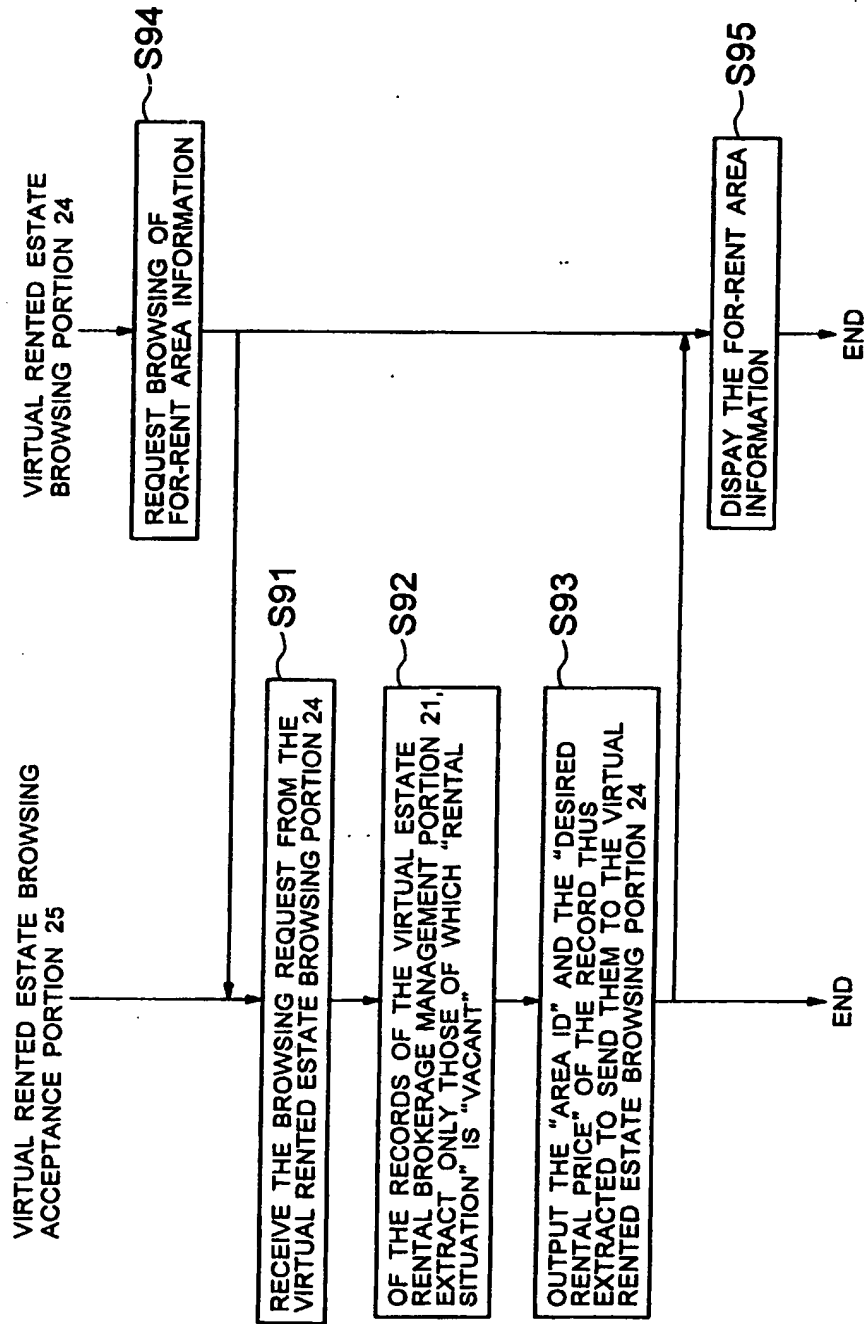 VIRTUAL RENTED ESTATE BROWSING
ACCEPTANCE PORTION 25
VIRTUAL RENTED ESTATE
BROWSING PORTION 24
REQUEST BROWSING OF
FOR-RENT AREA INFORMATION
S94
RECEIVE THE BROWSING REQUEST FROM THE
VIRTUAL RENTED ESTATE BROWSING PORTION 24
S91
OF THE RECORDS OF THE VIRTUAL ESTATE
RENTAL BROKERAGE MANAGEMENT PORTION 21,
EXTRACT ONLY THOSE OF WHICH "RENTAL
SITUATION" IS "VACANT"
S92
OUTPUT THE "AREA ID" AND THE "DESIRED
RENTAL PRICE" OF THE RECORD THUS
EXTRACTED TO SEND THEM TO THE VIRTUAL
RENTED ESTATE BROWSING PORTION 24
S93
DISPAY THE FOR-RENT AREA
INFORMATION
S95
END
END